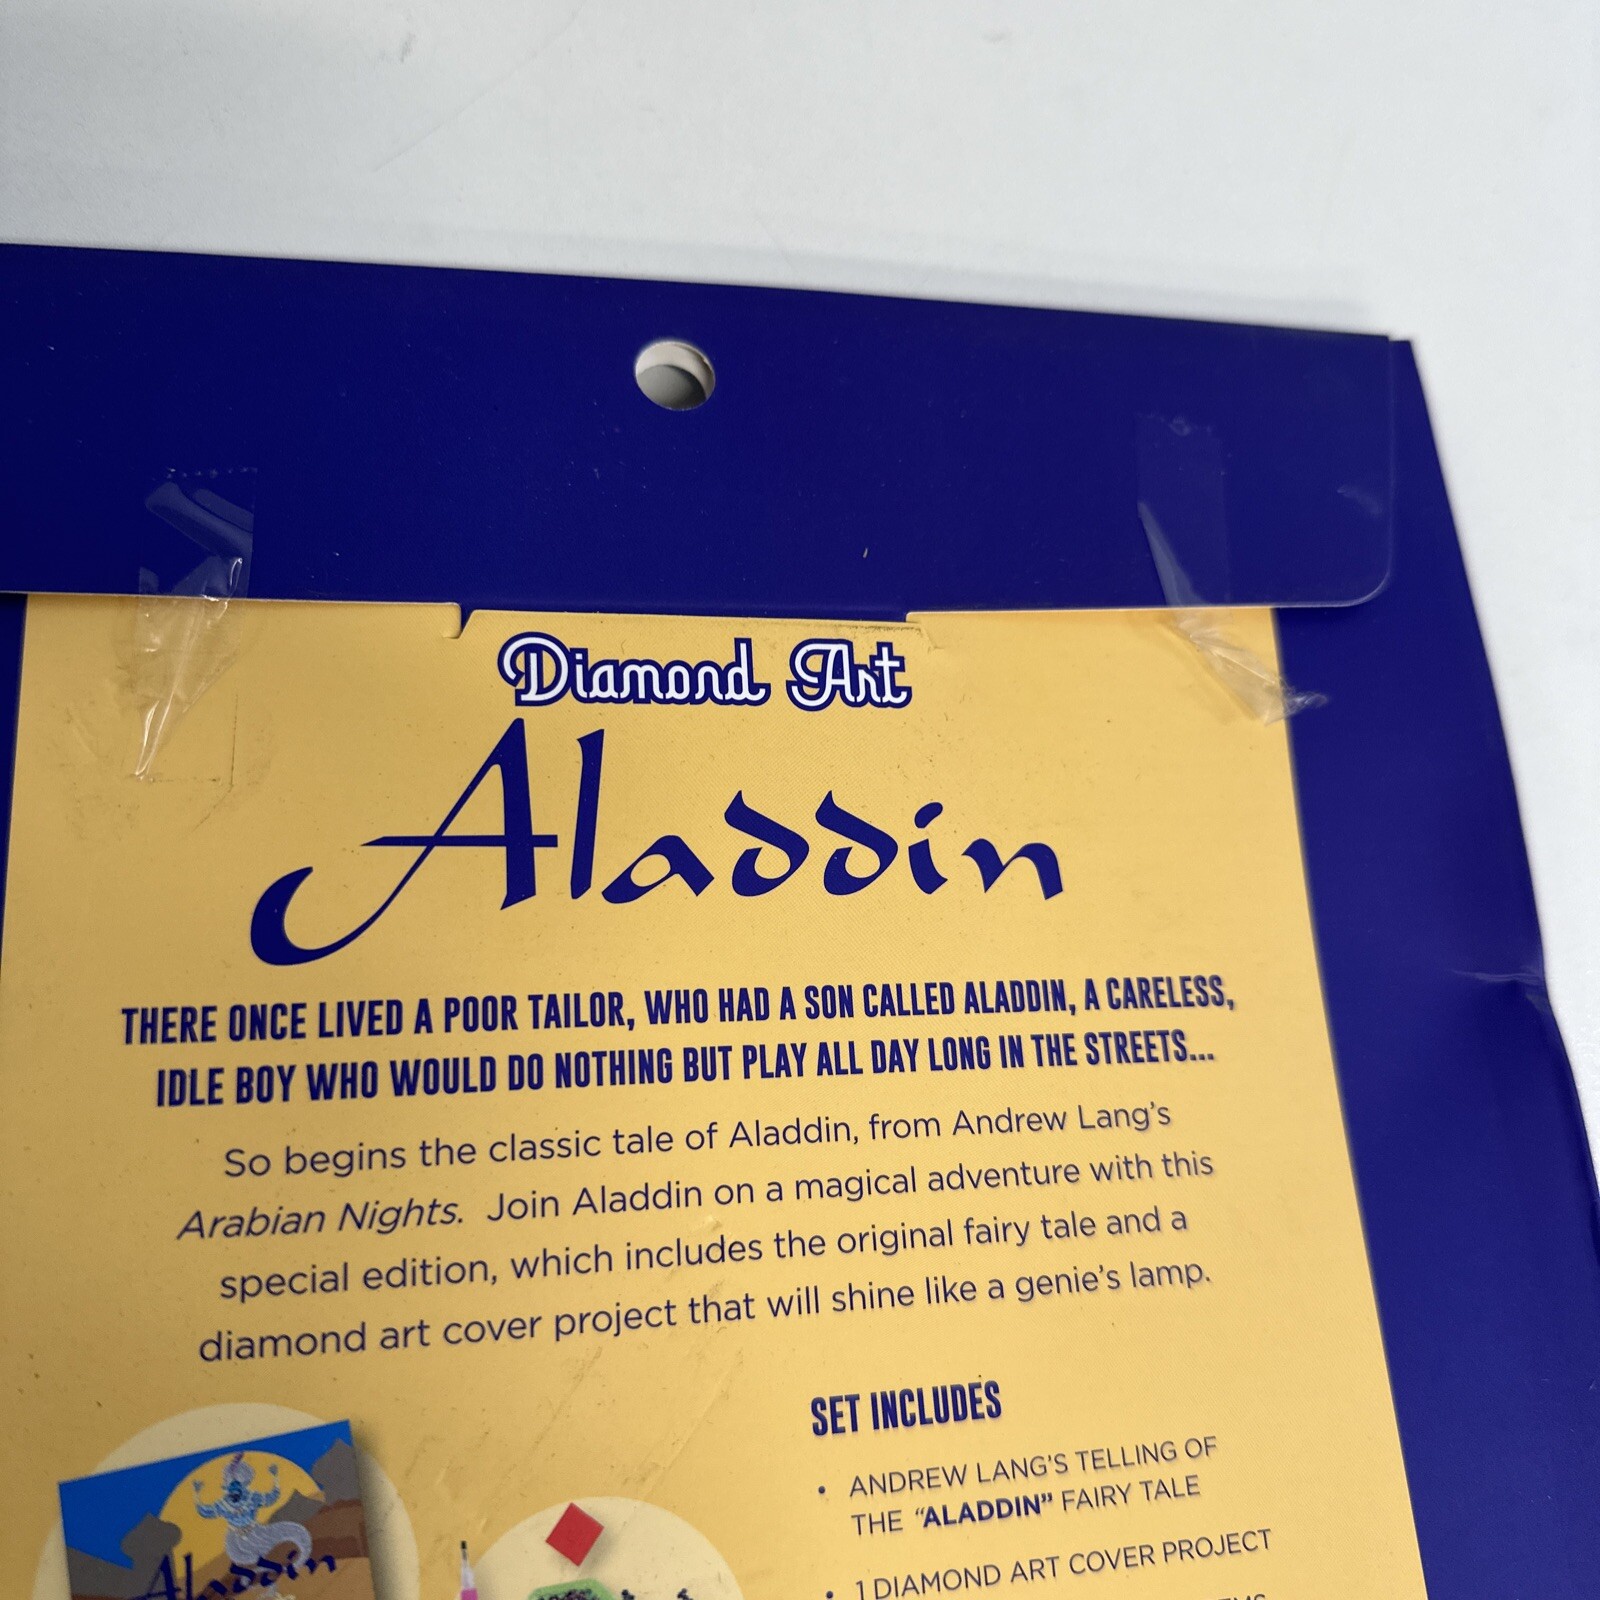 Diamond Art
Aladdin
THERE ONCE LIVED A POOR TAILOR, WHO HAD A SON CALLED ALADDIN, A CARELESS,
IDLE BOY WHO WOULD DO NOTHING BUT PLAY ALL DAY LONG IN THE STREETS...
So begins the classic tale of Aladdin, from Andrew Lang's
Arabian Nights. Join Aladdin on a magical adventure with this
special edition, which includes the original fairy tale and a
diamond art cover project that will shine like a genie's lamp.
SET INCLUDES
• ANDREW LANG'S TELLING OF
THE "ALADDIN" FAIRY TALE
• 1 DIAMOND ART COVER PROJECT
Aladdin